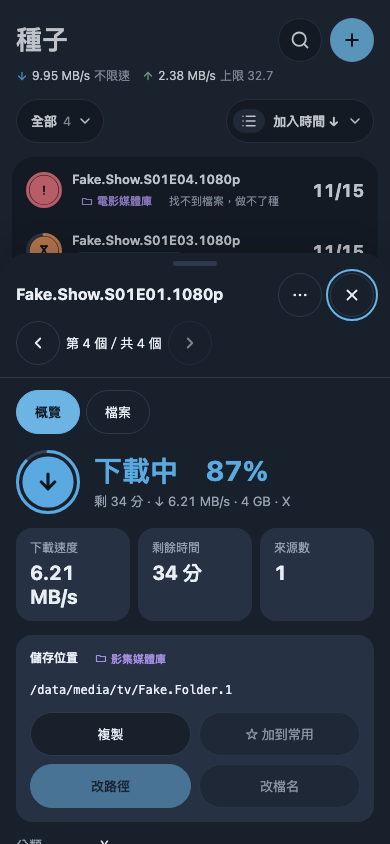 種子
↓ 9.95 MB/s 不限速 ↑ 2.38 MB/s 上限 32.7
全部 4
加入時間 ↓
Fake.Show.S01E04.1080p
11/15
電影媒體庫 找不到檔案,做不了種
Fake.Show.S01E03.1080p
11/15
Fake.Show.S01E01.1080p
第 4 個 / 共 4 個
概覽 檔案
下載中 87%
剩 34 分 · ↓ 6.21 MB/s · 4 GB · X
下載速度 剩餘時間 來源數
6.21 MB/s 34 分 1
儲存位置 影集媒體庫
/data/media/tv/Fake.Folder.1
複製 ☆ 加到常用
改路徑 改檔名
分類 X